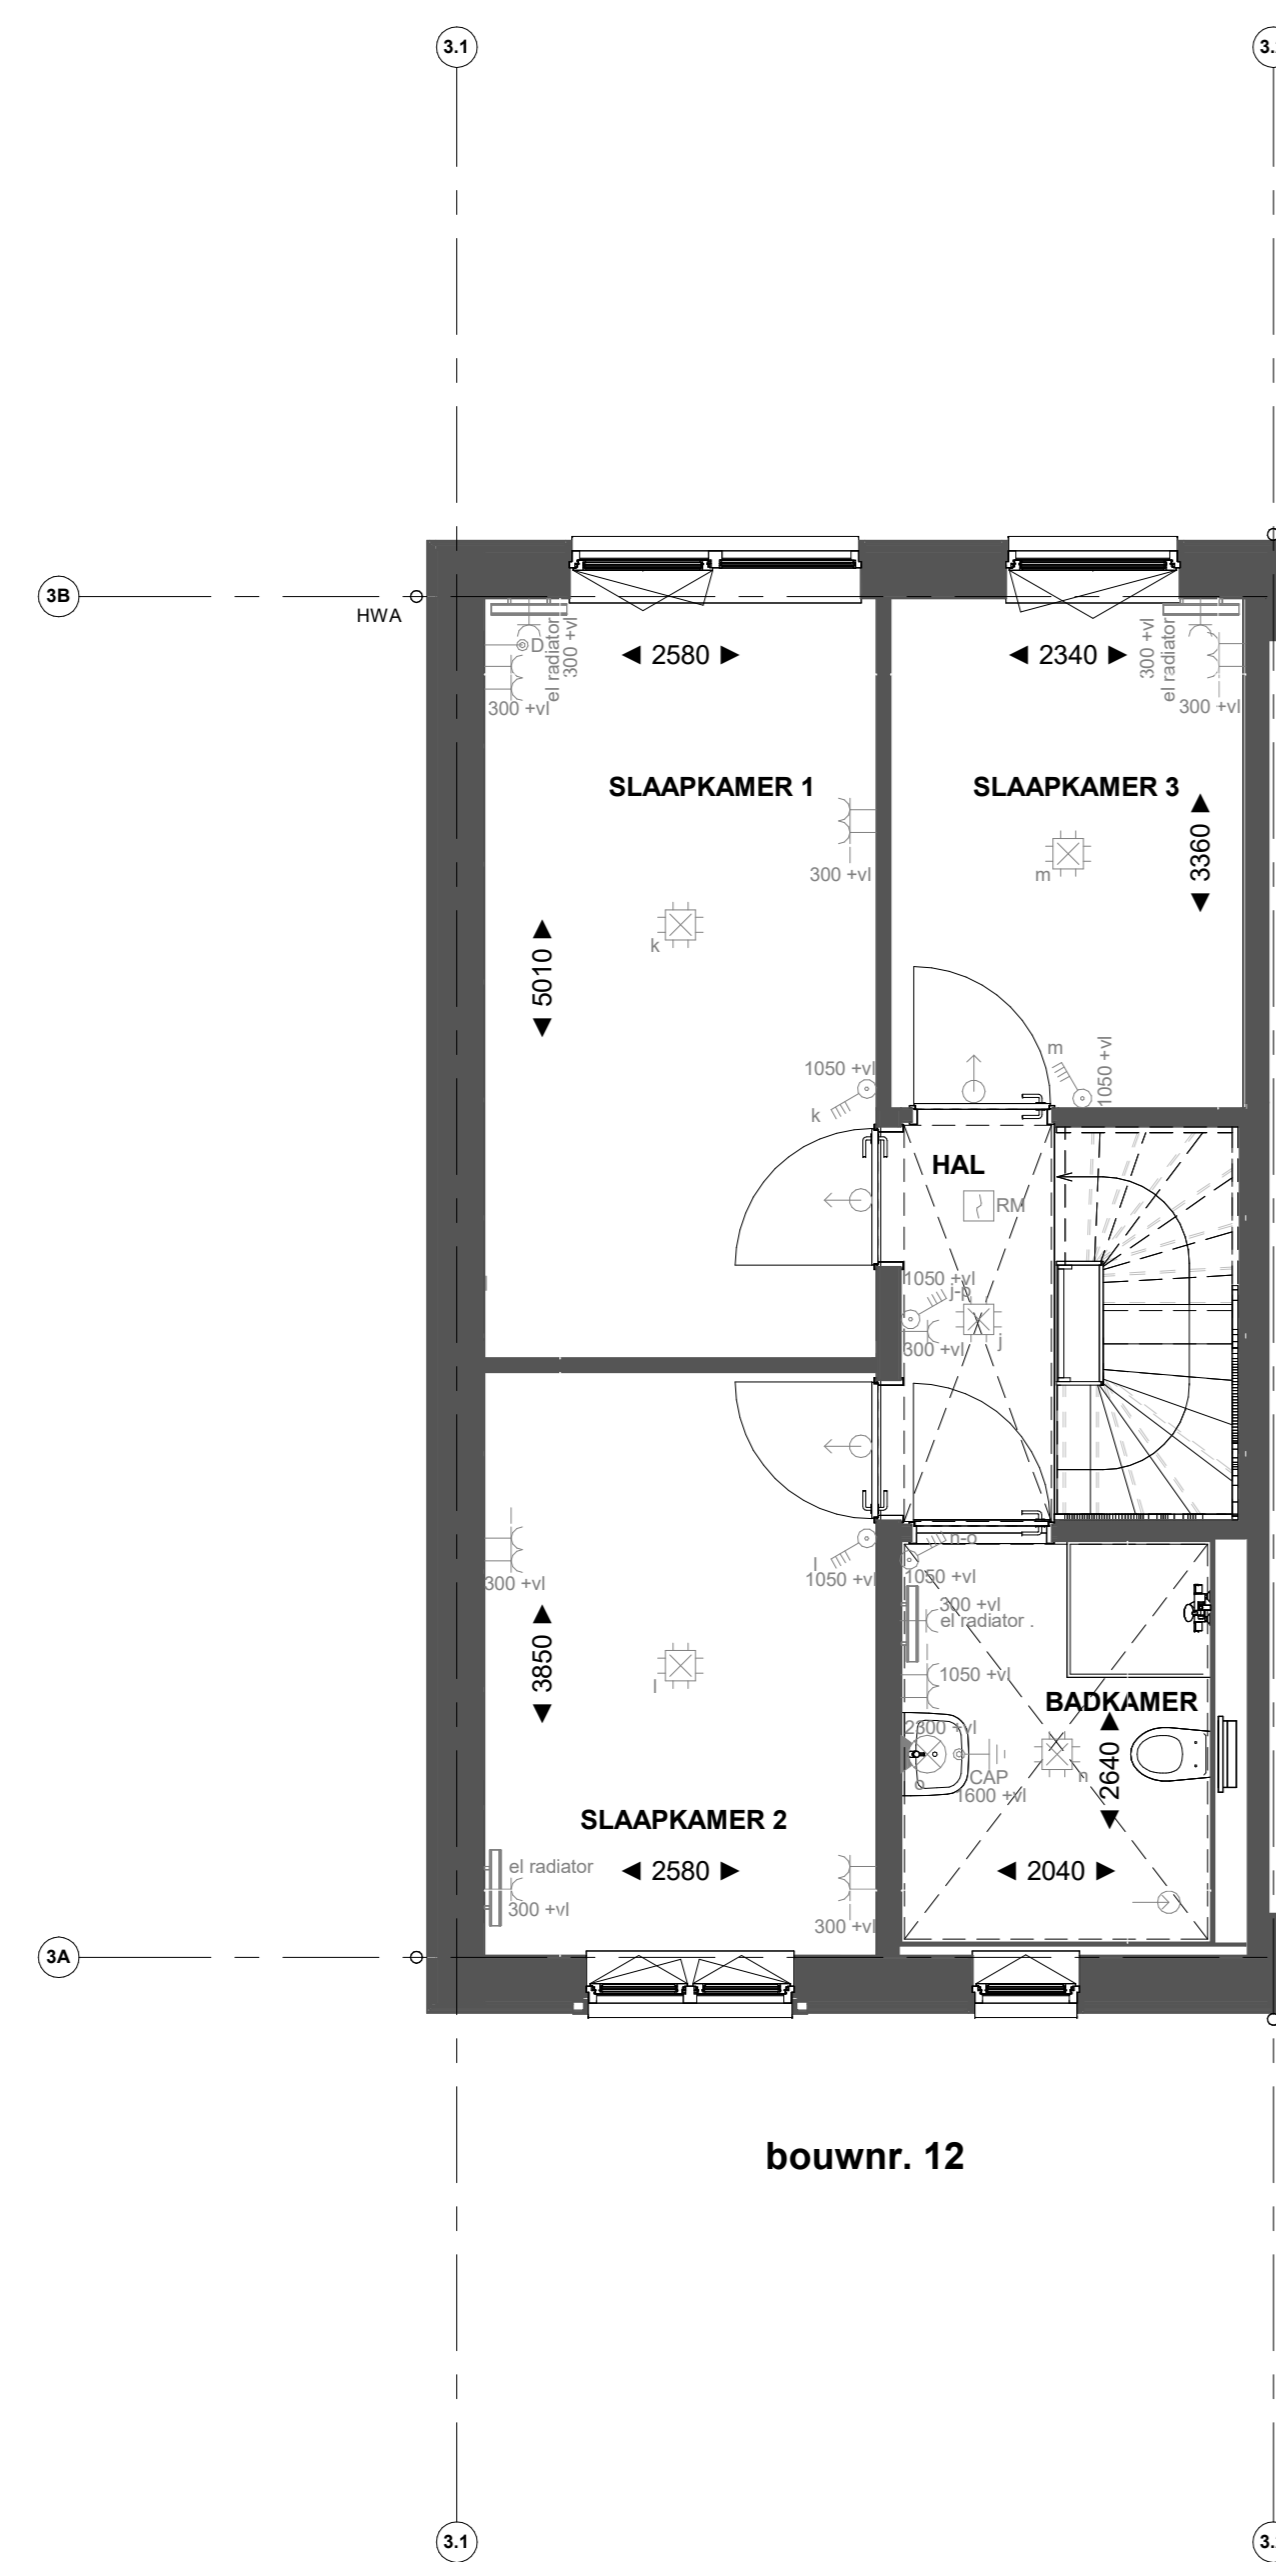 3.1
3B
HWA
el radiator
300 +vl
D
300 +vl
2580
2340
300 +vl
el radiator
300 +vl
SLAAPKAMER 1
SLAAPKAMER 3
3360
300 +vl
m
k
5010
1050 +vl
k
m
1050 +vl
HAL
RM
1050 +vl
j-p
300 +vl
j
300 +vl
l
1050 +vl
n-o
1050 +vl
300 +vl
el radiator .
3850
l
1050 +vl
BADKAMER
2300 +vl
2640
n
CAP
1600 +vl
SLAAPKAMER 2
el radiator
2580
2040
300 +vl
300 +vl
3A
bouwnr. 12
3.1